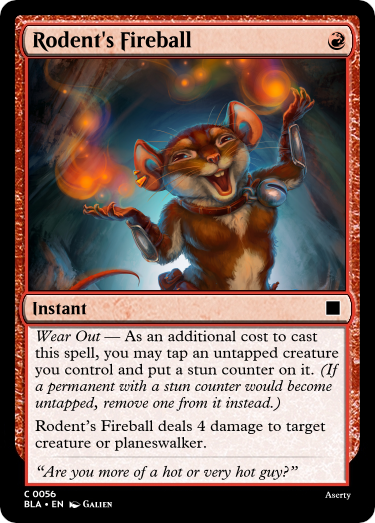 Rodent's Fireball
Instant
Wear Out — As an additional cost to cast
this spell, you may tap an untapped creature
you control and put a stun counter on it. (If
a permanent with a stun counter would become
untapped, remove one from it instead.)
Rodent's Fireball deals 4 damage to target
creature or planeswalker.
“Are you more of a hot or very hot guy?”
C 0056
BLA • EN Galien
Aserty